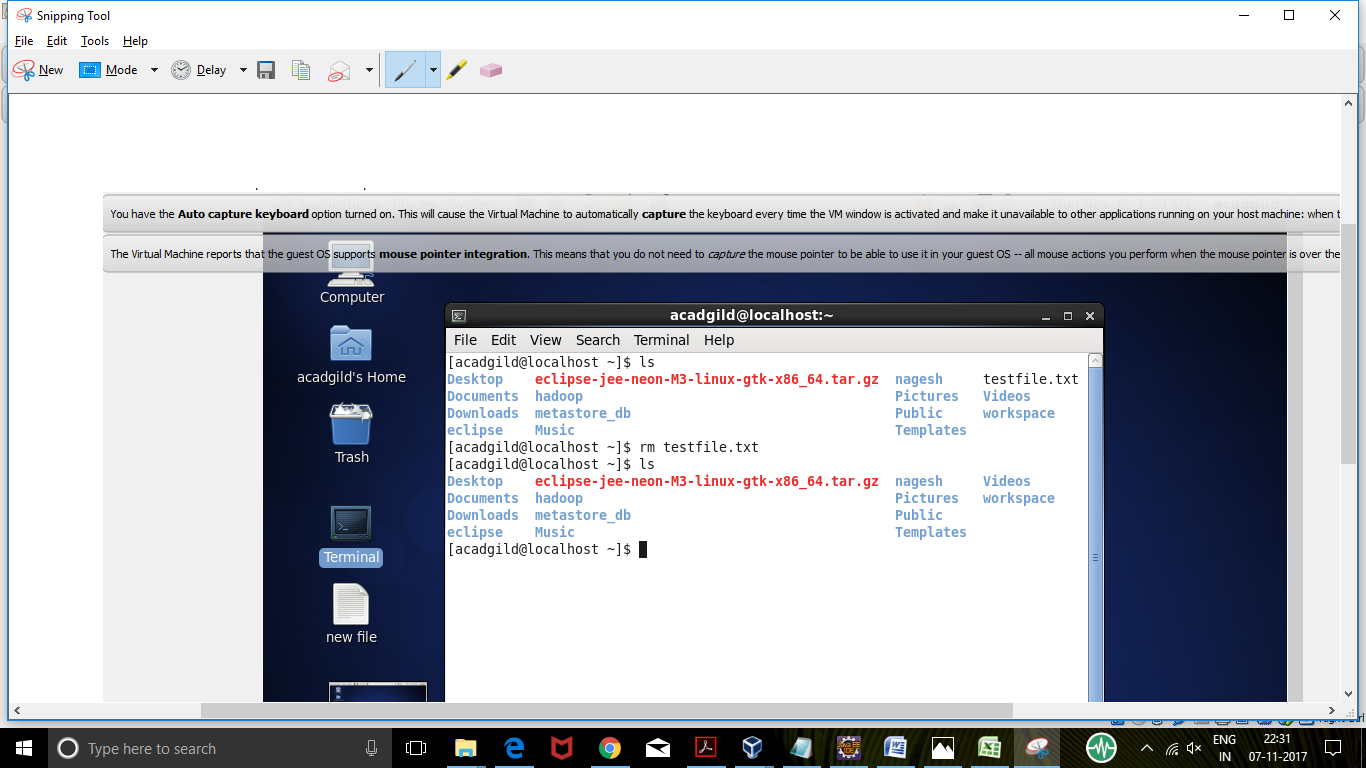 Snipping Tool
File Edit Tools Help
New Mode Delay
You have the Auto capture keyboard option turned on. This will cause the Virtual Machine to automatically capture the keyboard every time the VM window is activated and make it unavailable to other applications running on your host machine: when
The Virtual Machine reports that the guest OS supports mouse pointer integration. This means that you do not need to capture the mouse pointer to be able to use it in your guest OS -- all mouse actions you perform when the mouse pointer is over the
Computer
acadgild's Home
Trash
Terminal
new file
acadgild@localhost:~
File Edit View Search Terminal Help
[acadgild@localhost ~]$ ls
Desktop eclipse-jee-neon-M3-linux-gtk-x86_64.tar.gz nagesh testfile.txt
Documents hadoop Pictures Videos
Downloads metastore_db Public workspace
eclipse Music Templates
[acadgild@localhost ~]$ rm testfile.txt
[acadgild@localhost ~]$ ls
Desktop eclipse-jee-neon-M3-linux-gtk-x86_64.tar.gz nagesh Videos
Documents hadoop Pictures workspace
Downloads metastore_db Public
eclipse Music Templates
[acadgild@localhost ~]$
Type here to search
ENG
IN
22:31
07-11-2017